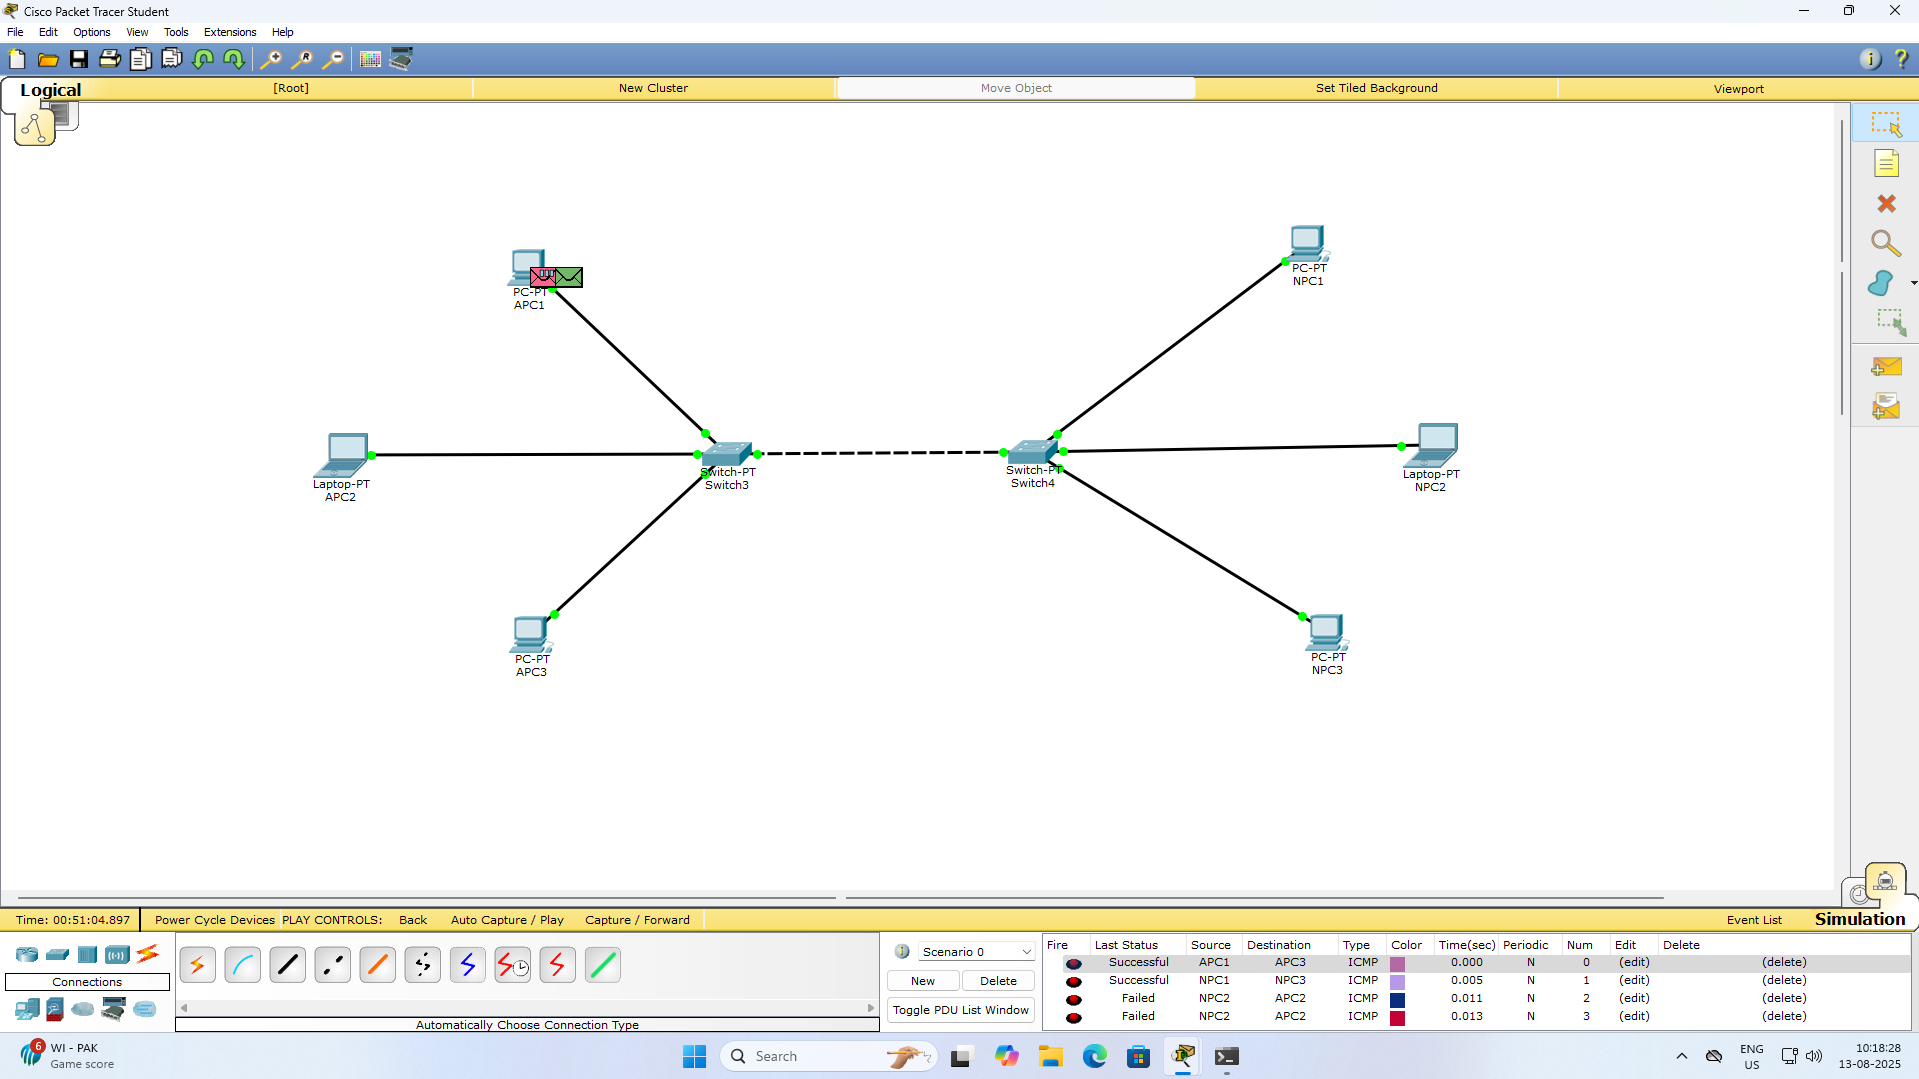 Cisco Packet Tracer Student
File Edit Options View Tools Extensions Help
Logical [Root] New Cluster Move Object Set Tiled Background Viewport
PC-PT
NPC1
PC-PT
APC1
Laptop-PT
APC2
Switch-PT
Switch3
Switch-PT
Switch4
Laptop-PT
NPC2
PC-PT
APC3
PC-PT
NPC3
Time: 00:51:04.897 Power Cycle Devices PLAY CONTROLS: Back Auto Capture / Play Capture / Forward Event List Simulation
Connections
Automatically Choose Connection Type
Scenario 0
New Delete
Toggle PDU List Window
Fire Last Status Source Destination Type Color Time(sec) Periodic Num Edit Delete
Successful APC1 APC3 ICMP 0.000 N 0 (edit) (delete)
Successful NPC1 NPC3 ICMP 0.005 N 1 (edit) (delete)
Failed NPC2 APC2 ICMP 0.011 N 2 (edit) (delete)
Failed NPC2 APC2 ICMP 0.013 N 3 (edit) (delete)
6 WI - PAK
Game score
Search
ENG
US
10:18:28
13-08-2025